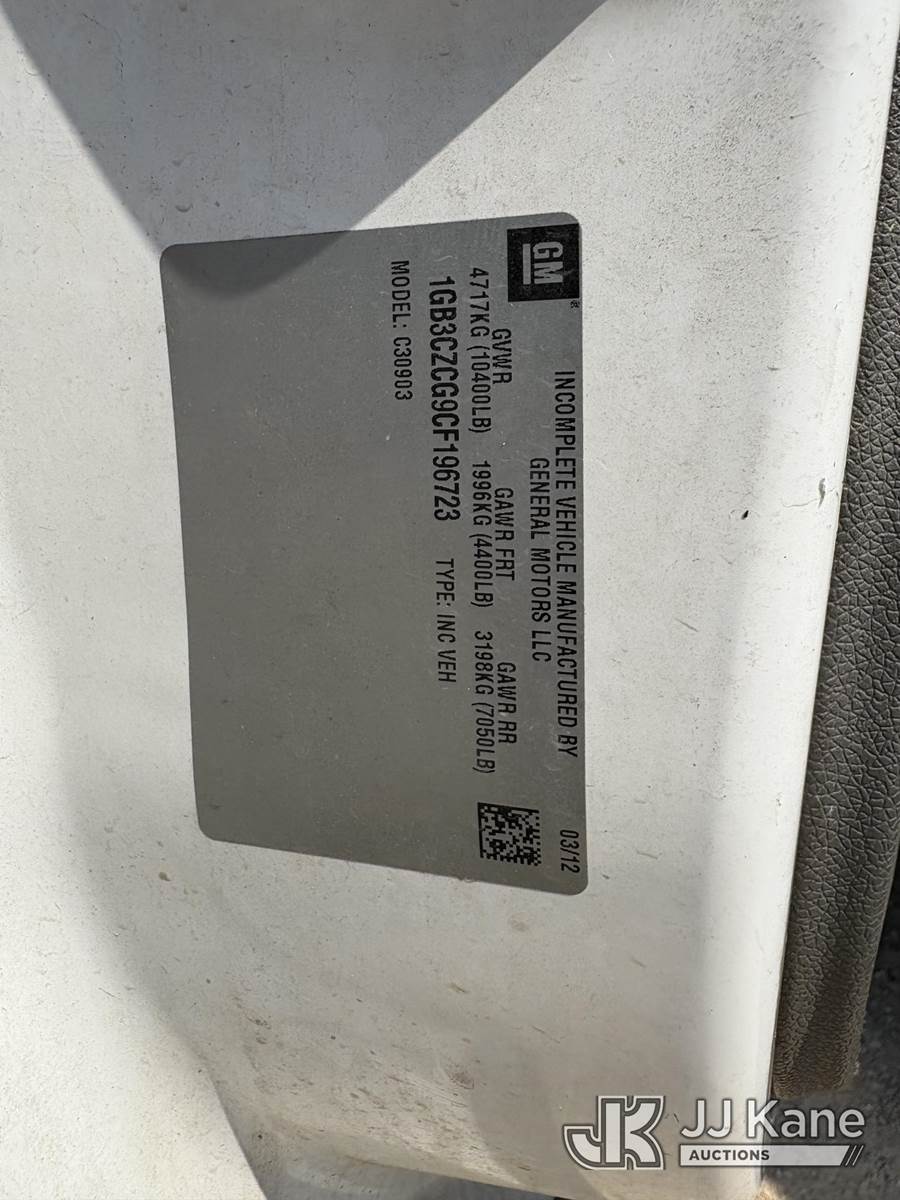 GM ®
INCOMPLETE VEHICLE MANUFACTURED BY
GENERAL MOTORS LLC
03/12
GVWR GAWR FRT GAWR RR
4717KG (10400LB) 1996KG (4400LB) 3198KG (7050LB)
1GB3CZCG9CF196723 TYPE: INC VEH
MODEL: C30903
JK JJ Kane
AUCTIONS